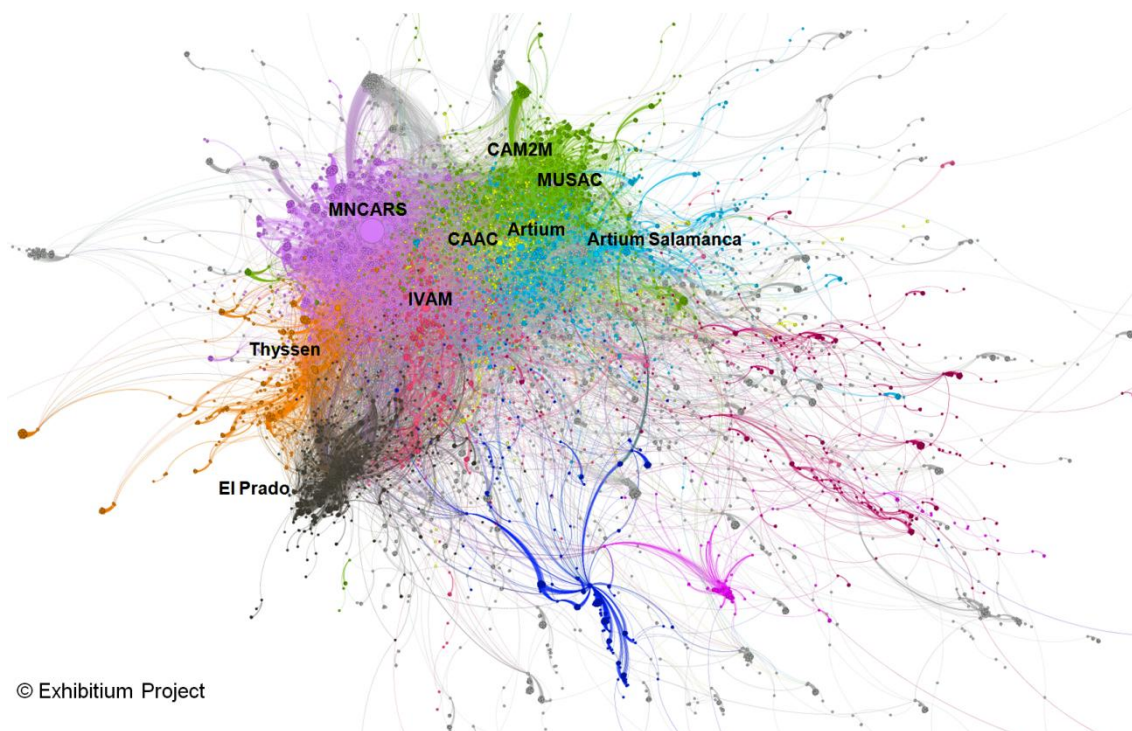 CAM2M
MUSAC
MNCARS
Artium
CAAC
Artium Salamanca
IVAM
Thyssen
El Prado
© Exhibitium Project